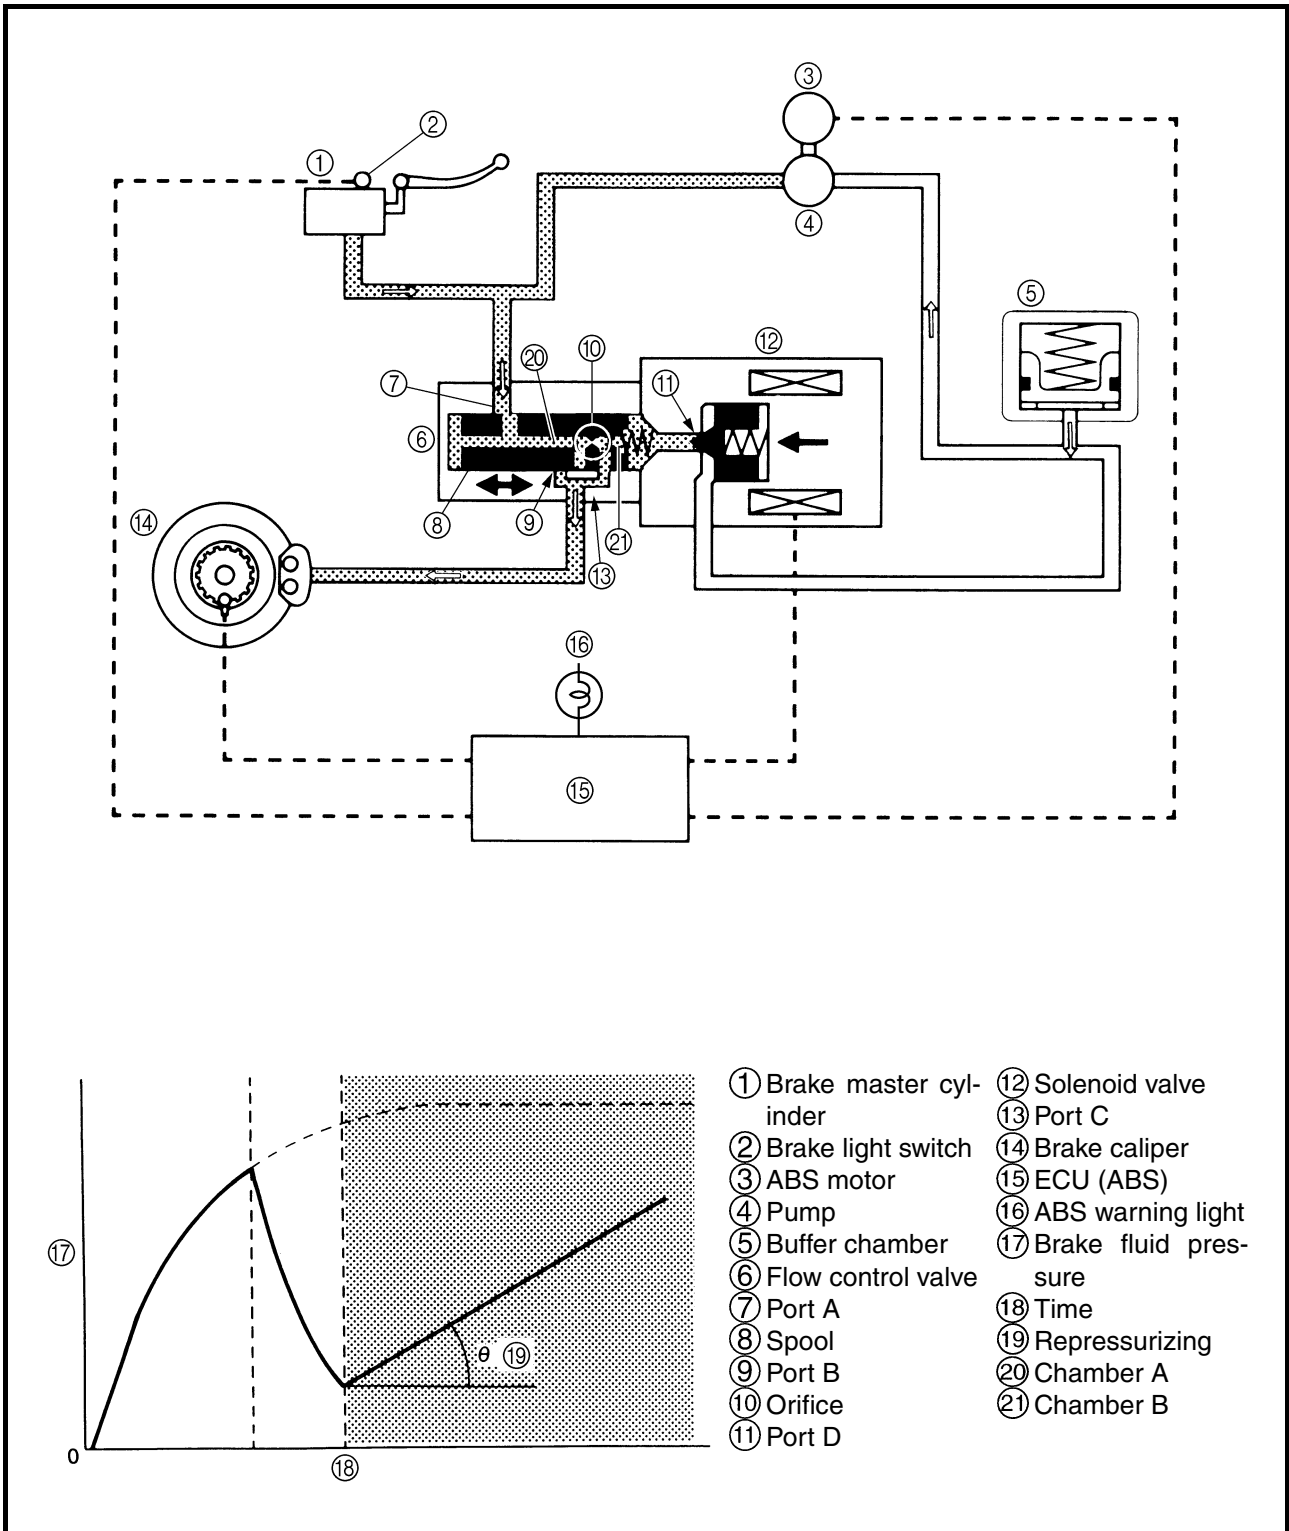 ③
②
①
④
⑤
⑩
⑫
⑳
⑦
⑪
⑥
⑧
⑨
㉑
⑭
⑬
⑯
⑮
① Brake master cyl-
inder
② Brake light switch
③ ABS motor
④ Pump
⑤ Buffer chamber
⑥ Flow control valve
⑦ Port A
⑧ Spool
⑨ Port B
⑩ Orifice
⑪ Port D
⑫ Solenoid valve
⑬ Port C
⑭ Brake caliper
⑮ ECU (ABS)
⑯ ABS warning light
⑰ Brake fluid pres-
sure
⑱ Time
⑲ Repressurizing
⑳ Chamber A
㉑ Chamber B
⑰
θ ⑲
0
⑱